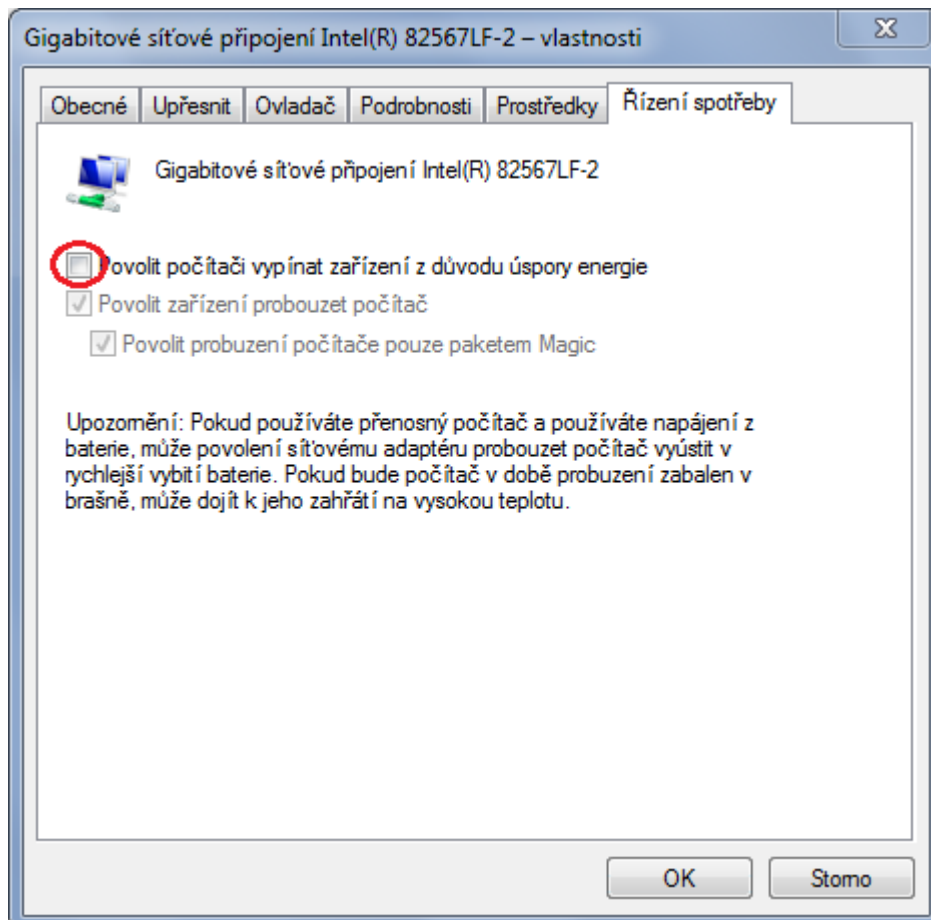 Gigabitové síťové připojení Intel(R) 82567LF-2 – vlastnosti
Obecné Upřesnit Ovladač Podrobnosti Prostředky Řízení spotřeby
Gigabitové síťové připojení Intel(R) 82567LF-2
Povolit počítači vypínat zařízení z důvodu úspory energie
Povolit zařízení probouzet počítač
Povolit probuzení počítače pouze paketem Magic
Upozornění: Pokud používáte přenosný počítač a používáte napájení z
baterie, může povolení síťovému adaptéru probouzet počítač vyústit v
rychlejší vybití baterie. Pokud bude počítač v době probuzení zabalen v
brašně, může dojít k jeho zahřátí na vysokou teplotu.
OK Storno